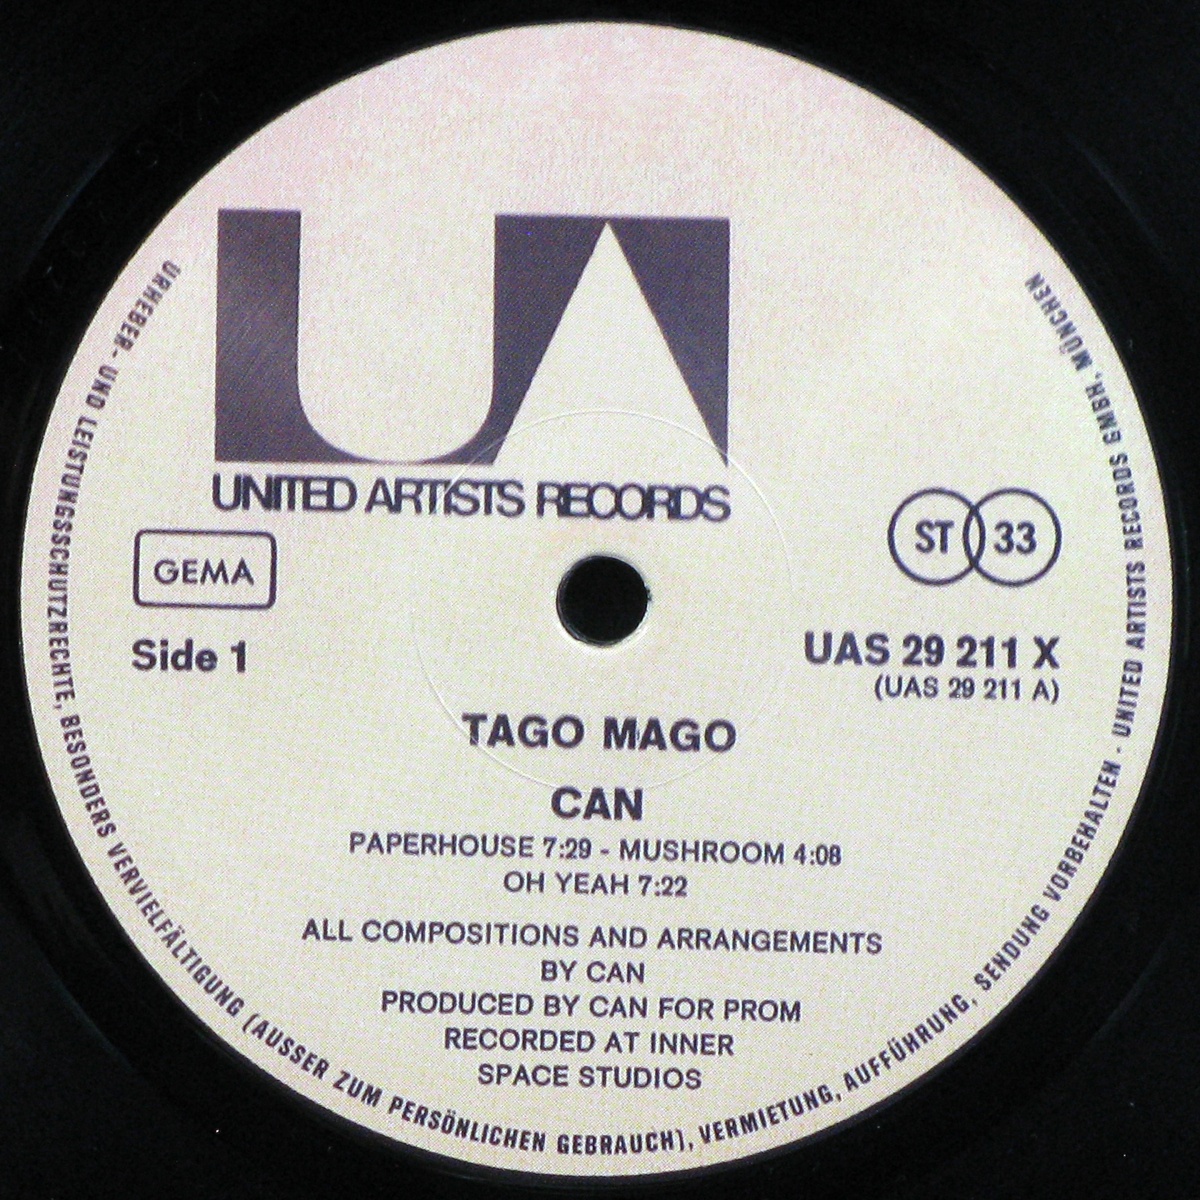 UA
UNITED ARTISTS RECORDS
GEMA
ST 33
Side 1
UAS 29 211 X
(UAS 29 211 A)
TAGO MAGO
CAN
PAPERHOUSE 7:29 - MUSHROOM 4:08
OH YEAH 7:22
ALL COMPOSITIONS AND ARRANGEMENTS
BY CAN
PRODUCED BY CAN FOR PROM
RECORDED AT INNER
SPACE STUDIOS
URHEBER- UND LEISTUNGSSCHUTZRECHTE, BESONDERS VERVIELFÄLTIGUNG (AUSSER ZUM PERSÖNLICHEN GEBRAUCH), VERMIETUNG, AUFFÜHRUNG, SENDUNG VORBEHALTEN - UNITED ARTISTS RECORDS GMBH, MÜNCHEN